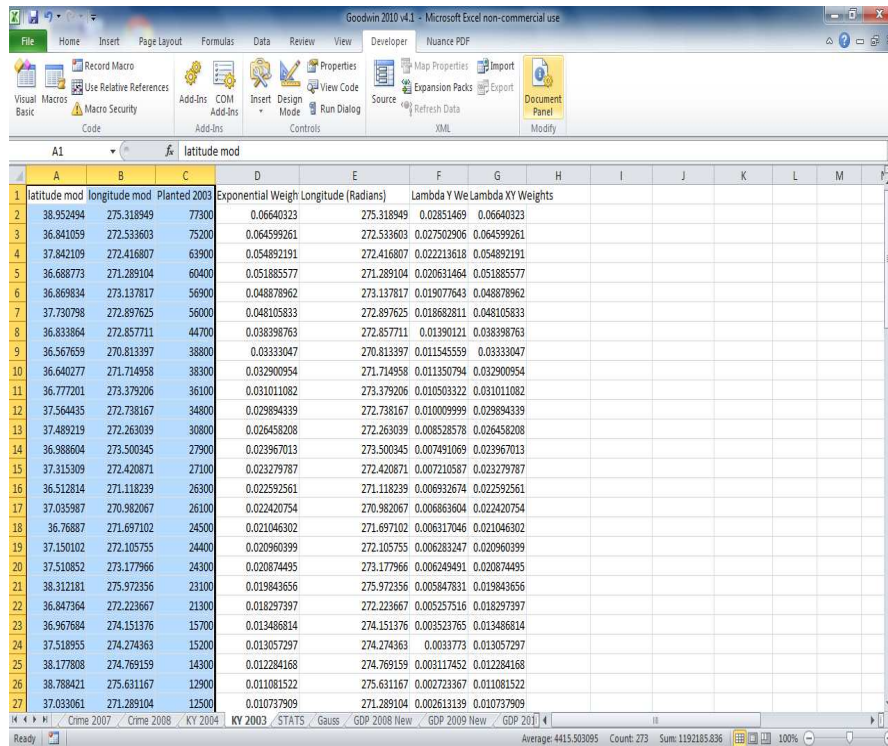 Goodwin 2010 v4.1 - Microsoft Excel non-commercial use
File Home Insert Page Layout Formulas Data Review View Developer Nuance PDF
Visual Basic Macros Record Macro Use Relative References Macro Security Add-Ins COM Add-Ins Insert Design Mode Properties View Code Run Dialog Source Map Properties Expansion Packs Refresh Data Import Export Document Panel
Code Add-Ins Controls XML Modify
A1 fx latitude mod
A B C D E F G H I J K L M
1 latitude mod longitude mod Planted 2003 Exponential Weigh Longitude (Radians) Lambda Y We Lambda XY Weights
2 38.952494 275.318949 77300 0.06640323 275.318949 0.02851469 0.06640323
3 36.841059 272.533603 75200 0.064599261 272.533603 0.027502906 0.064599261
4 37.842109 272.416807 63900 0.054892191 272.416807 0.022213618 0.054892191
5 36.688773 271.289104 60400 0.051885577 271.289104 0.020631464 0.051885577
6 36.869834 273.137817 56900 0.048878962 273.137817 0.019077643 0.048878962
7 37.730798 272.897625 56000 0.048105833 272.897625 0.018682811 0.048105833
8 36.833864 272.857711 44700 0.038398763 272.857711 0.01390121 0.038398763
9 36.567659 270.813397 38800 0.03333047 270.813397 0.011545559 0.03333047
10 36.640277 271.714958 38300 0.032900954 271.714958 0.011350794 0.032900954
11 36.777201 273.379206 36100 0.031011082 273.379206 0.010503322 0.031011082
12 37.564435 272.738167 34800 0.029894339 272.738167 0.010009999 0.029894339
13 37.489219 272.263039 30800 0.026458208 272.263039 0.008528578 0.026458208
14 36.988604 273.500345 27900 0.023967013 273.500345 0.007491069 0.023967013
15 37.315309 272.420871 27100 0.023279787 272.420871 0.007210587 0.023279787
16 36.512814 271.118239 26300 0.022592561 271.118239 0.006932674 0.022592561
17 37.035987 270.982067 26100 0.022420754 270.982067 0.006863604 0.022420754
18 36.76887 271.697102 24500 0.021046302 271.697102 0.006317046 0.021046302
19 37.150102 272.105755 24400 0.020960399 272.105755 0.006283247 0.020960399
20 37.510852 273.177966 24300 0.020874495 273.177966 0.006249491 0.020874495
21 38.312181 275.972356 23100 0.019843656 275.972356 0.005847831 0.019843656
22 36.847364 272.223667 21300 0.018297397 272.223667 0.005257516 0.018297397
23 36.967684 274.151376 15700 0.013486814 274.151376 0.003523765 0.013486814
24 37.518955 274.274363 15200 0.013057297 274.274363 0.0033773 0.013057297
25 38.177808 274.769159 14300 0.012284168 274.769159 0.003117452 0.012284168
26 38.788421 275.631167 12900 0.011081522 275.631167 0.002723367 0.011081522
27 37.033061 271.289104 12500 0.010737909 271.289104 0.002613139 0.010737909
Crime 2007 Crime 2008 KY 2004 KY 2003 STATS Gauss GDP 2008 New GDP 2009 New GDP 201
Ready Average: 4415.503095 Count: 273 Sum: 1192185.836 100%